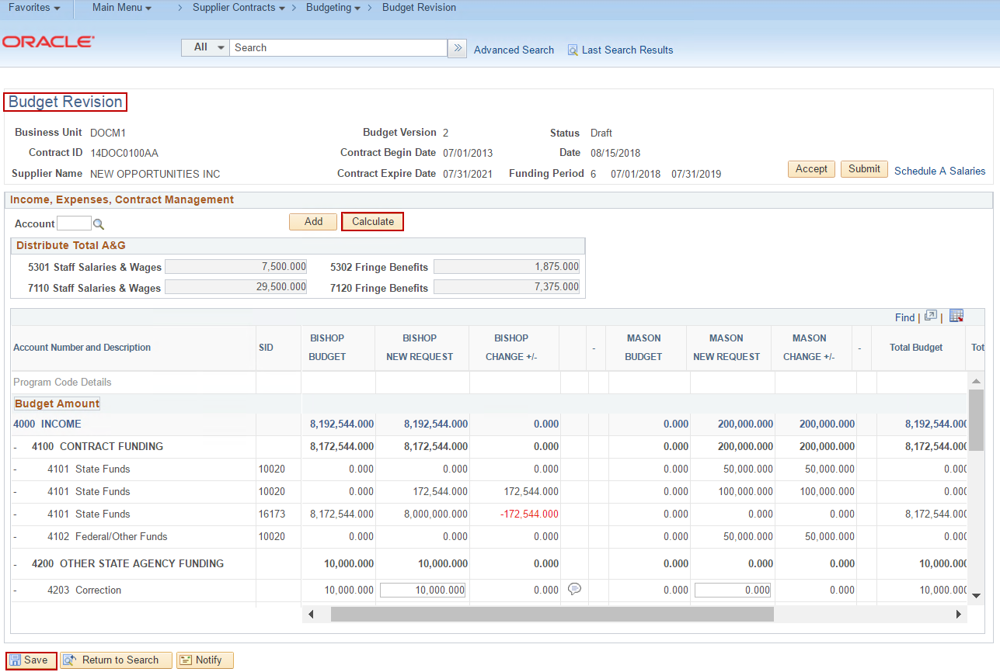 Favorites Main Menu > Supplier Contracts > Budgeting > Budget Revision
ORACLE
All Search Advanced Search Last Search Results
Budget Revision
Business Unit DOCM1 Budget Version 2 Status Draft
Contract ID 14DOC0100AA Contract Begin Date 07/01/2013 Date 08/15/2018
Supplier Name NEW OPPORTUNITIES INC Contract Expire Date 07/31/2021 Funding Period 6 07/01/2018 07/31/2019 Accept Submit Schedule A Salaries
Income, Expenses, Contract Management
Account Add Calculate
Distribute Total A&G
5301 Staff Salaries & Wages 7,500.000 5302 Fringe Benefits 1,875.000
7110 Staff Salaries & Wages 29,500.000 7120 Fringe Benefits 7,375.000
Find | |
Account Number and Description SID BISHOP BUDGET BISHOP NEW REQUEST BISHOP CHANGE +/- - MASON BUDGET MASON NEW REQUEST MASON CHANGE +/- - Total Budget Tot
Program Code Details
Budget Amount
4000 INCOME 8,192,544.000 8,192,544.000 0.000 0.000 200,000.000 200,000.000 8,192,544.000
- 4100 CONTRACT FUNDING 8,172,544.000 8,172,544.000 0.000 0.000 200,000.000 200,000.000 8,172,544.000
- 4101 State Funds 10020 0.000 0.000 0.000 0.000 50,000.000 50,000.000 0.000
- 4101 State Funds 10020 0.000 172,544.000 172,544.000 0.000 100,000.000 100,000.000 0.000
- 4101 State Funds 16173 8,172,544.000 8,000,000.000 -172,544.000 0.000 0.000 0.000 8,172,544.000
- 4102 Federal/Other Funds 10020 0.000 0.000 0.000 0.000 50,000.000 50,000.000 0.000
- 4200 OTHER STATE AGENCY FUNDING 10,000.000 10,000.000 0.000 0.000 0.000 0.000 10,000.000
- 4203 Correction 10,000.000 10,000.000 0.000 0.000 0.000 0.000 10,000.000
Save Return to Search Notify